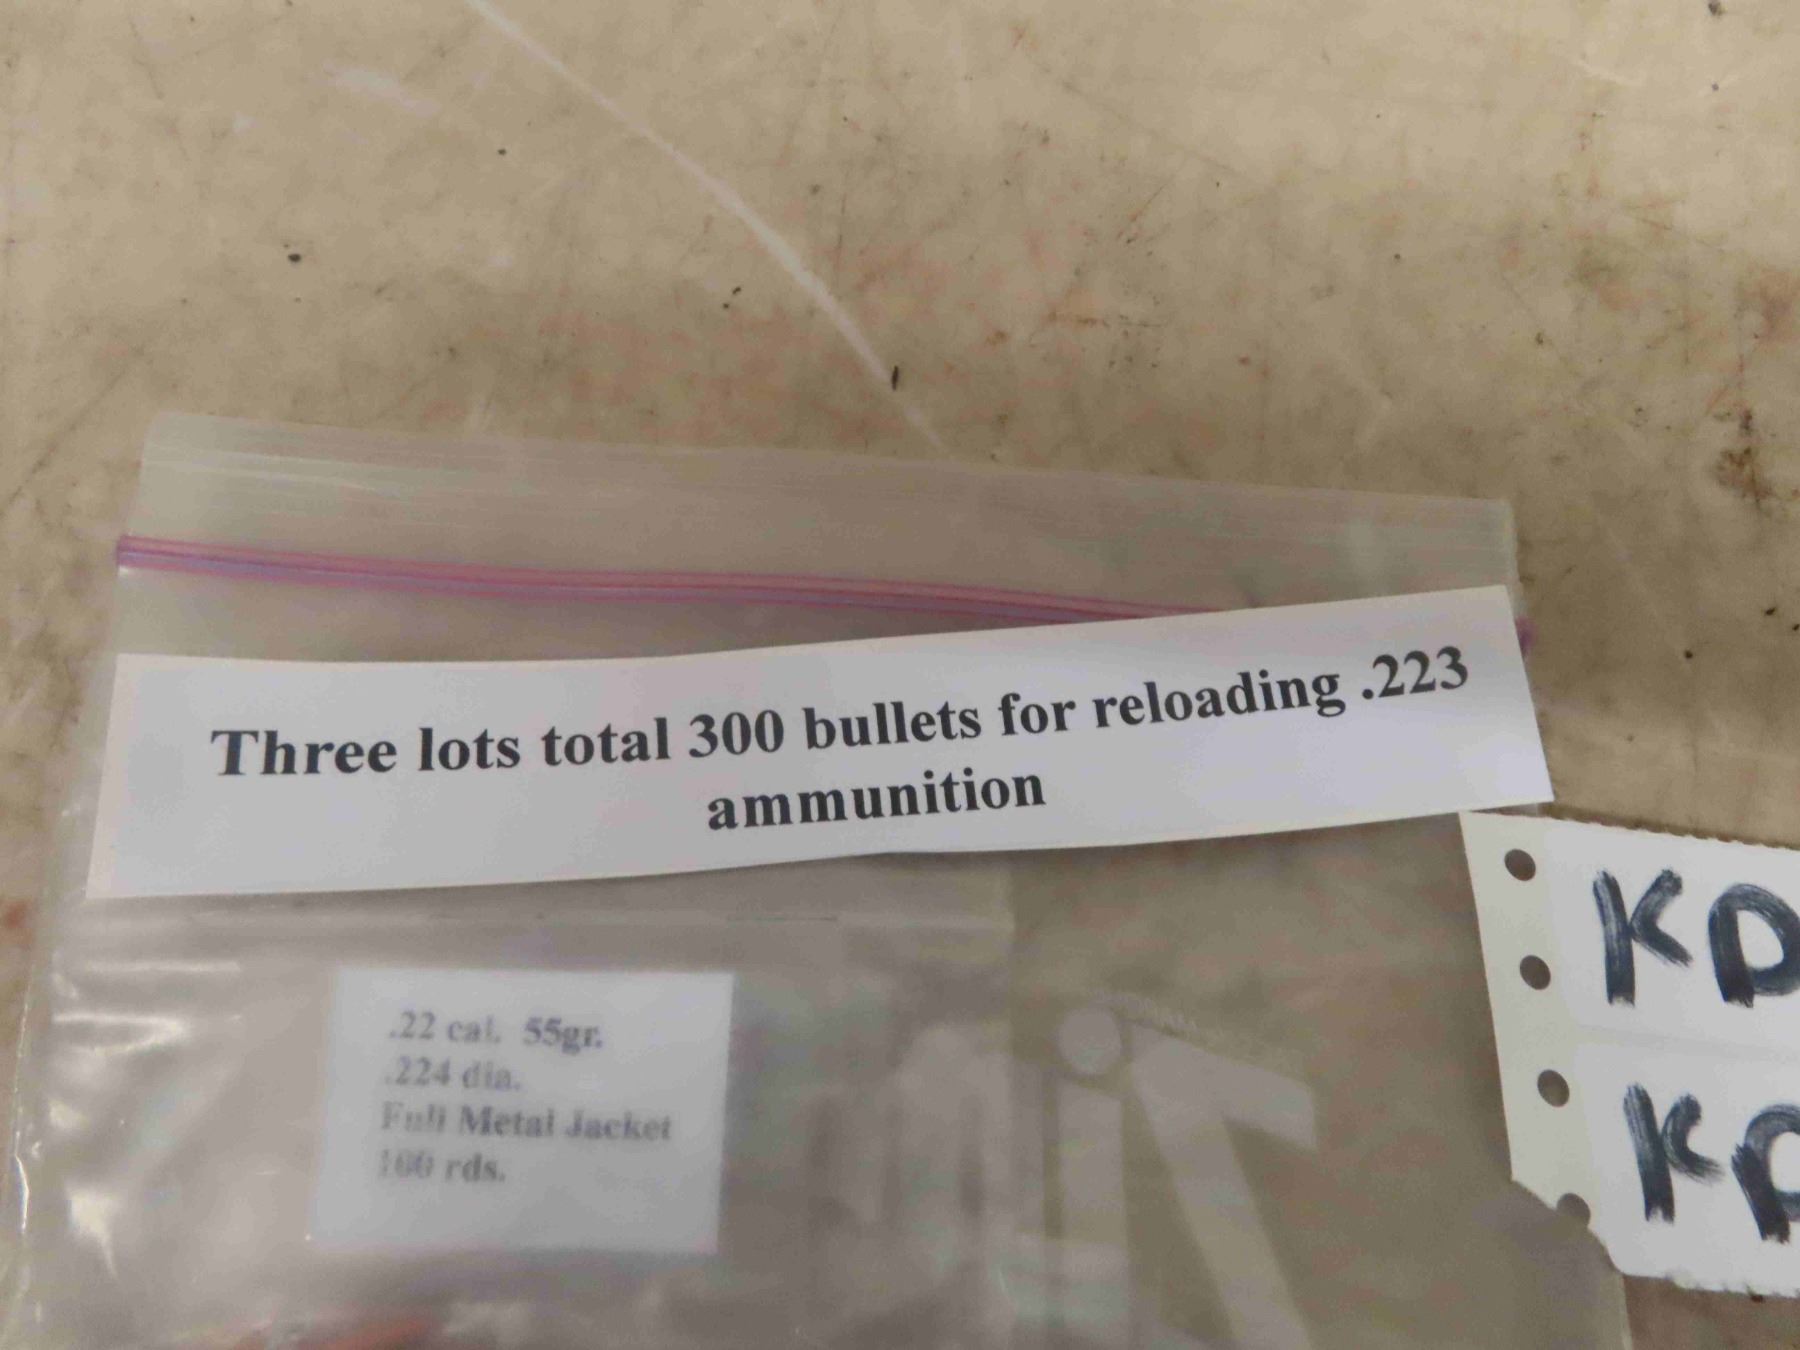 Three lots total 300 bullets for reloading .223
ammunition
.22 cal. 55gr.
.224 dia.
Full Metal Jacket
100 rds.
KD
KD